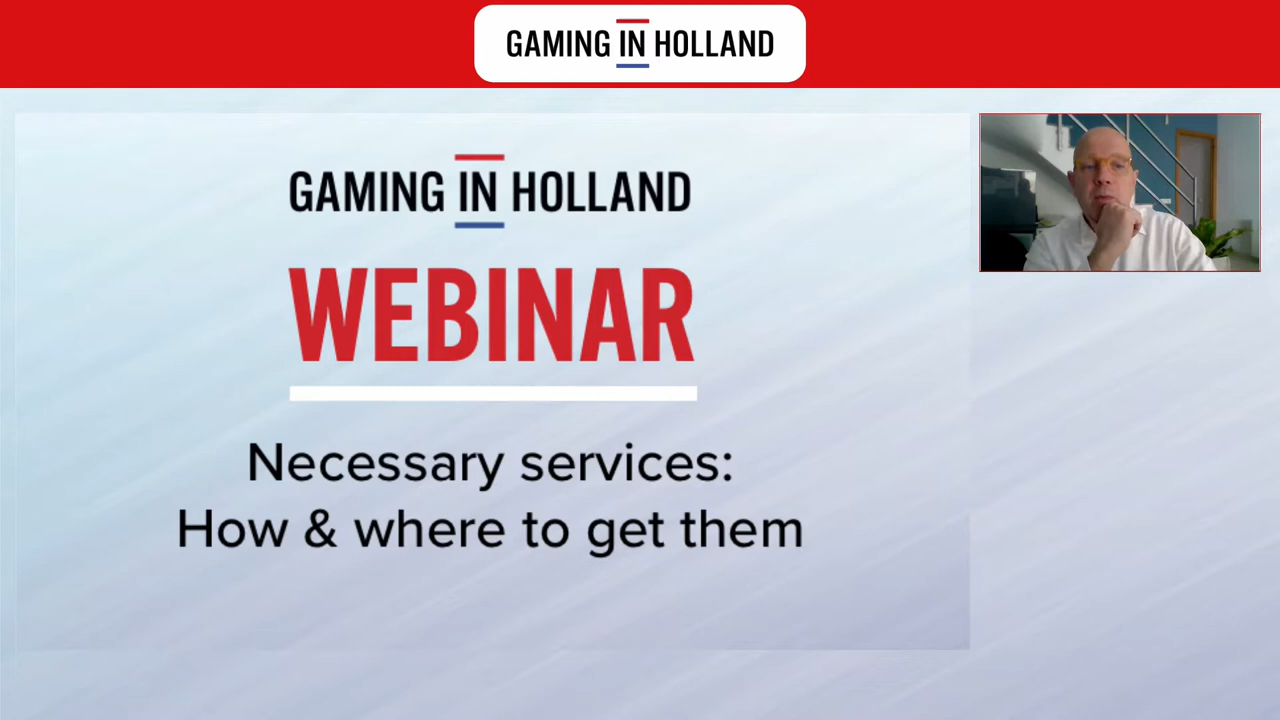 GAMING IN HOLLAND
GAMING IN HOLLAND
WEBINAR
Necessary services:
How & where to get them